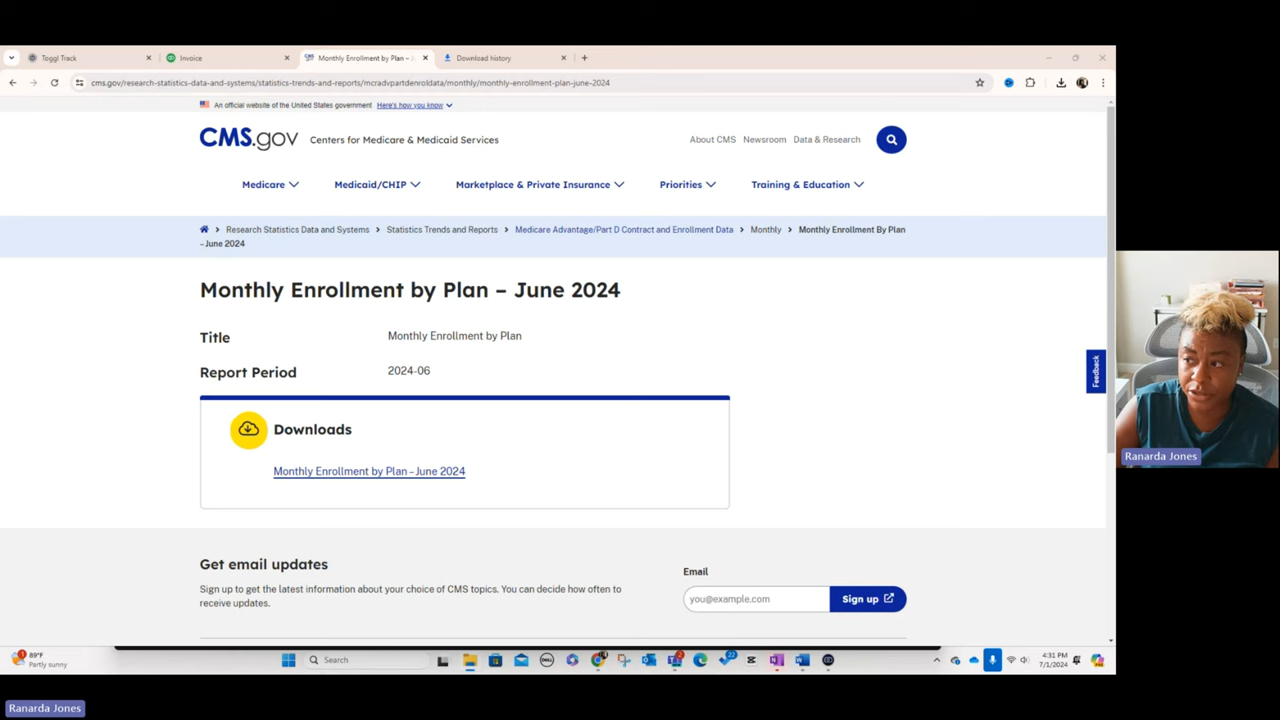 Toggl Track
Invoice
Monthly Enrollment by Plan – J
Download history
cms.gov/research-statistics-data-and-systems/statistics-trends-and-reports/mcradvpartdenroldata/monthly/monthly-enrollment-plan-june-2024
An official website of the United States government Here's how you know
CMS.gov Centers for Medicare & Medicaid Services
About CMS Newsroom Data & Research
Medicare Medicaid/CHIP Marketplace & Private Insurance Priorities Training & Education
Research Statistics Data and Systems Statistics Trends and Reports Medicare Advantage/Part D Contract and Enrollment Data Monthly Monthly Enrollment By Plan
– June 2024
Monthly Enrollment by Plan – June 2024
Title Monthly Enrollment by Plan
Report Period 2024-06
Feedback
Downloads
Monthly Enrollment by Plan – June 2024
Ranarda Jones
Get email updates
Sign up to get the latest information about your choice of CMS topics. You can decide how often to
receive updates.
Email
you@example.com
Sign up
89°F
Partly sunny
Search
DELL
22
4:31 PM
7/1/2024
Ranarda Jones